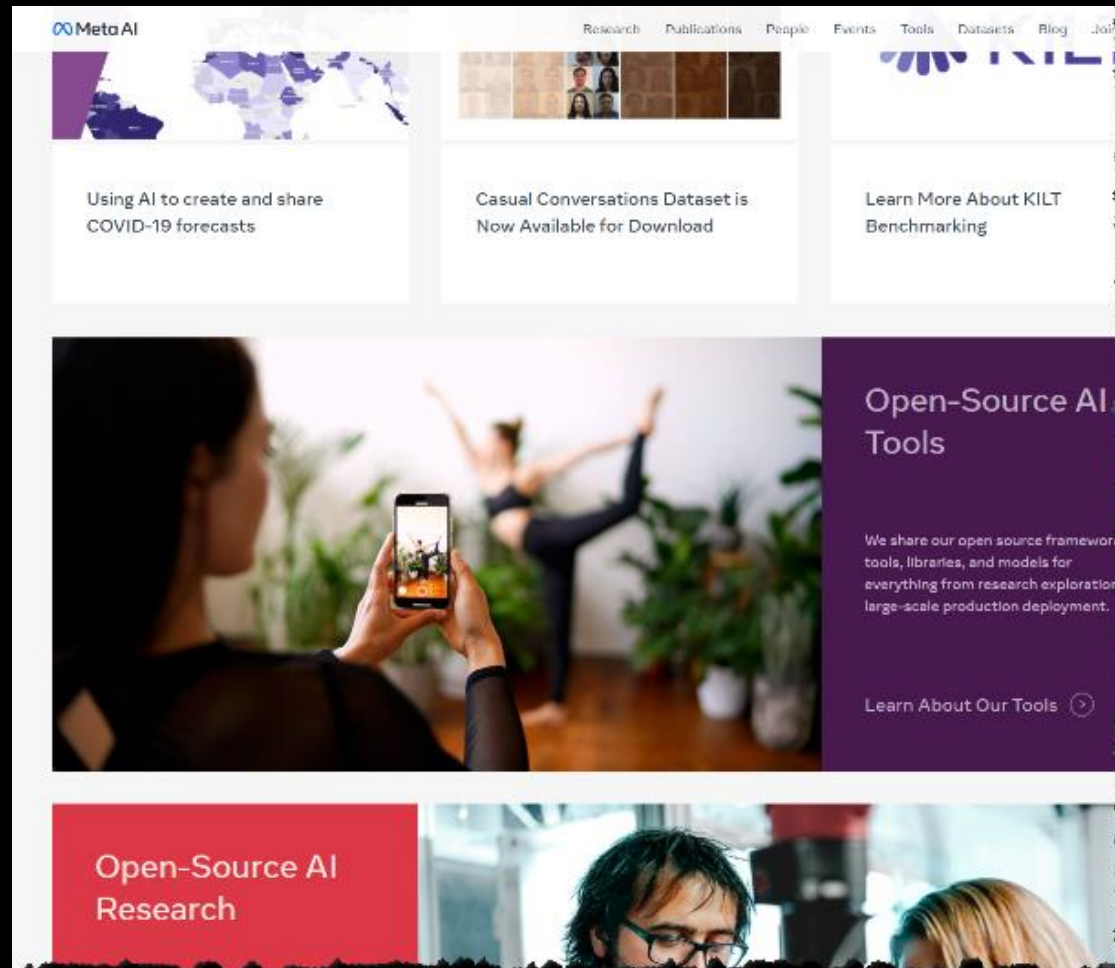 Meta AI
Research Publications People Events Tools Datasets Blog
Using AI to create and share
COVID-19 forecasts
Casual Conversations Dataset is
Now Available for Download
Learn More About KILT
Benchmarking
Open-Source AI
Tools
We share our open source
tools, libraries, and models for
everything from research
large-scale production deployment.
Learn About Our Tools
Open-Source AI
Research